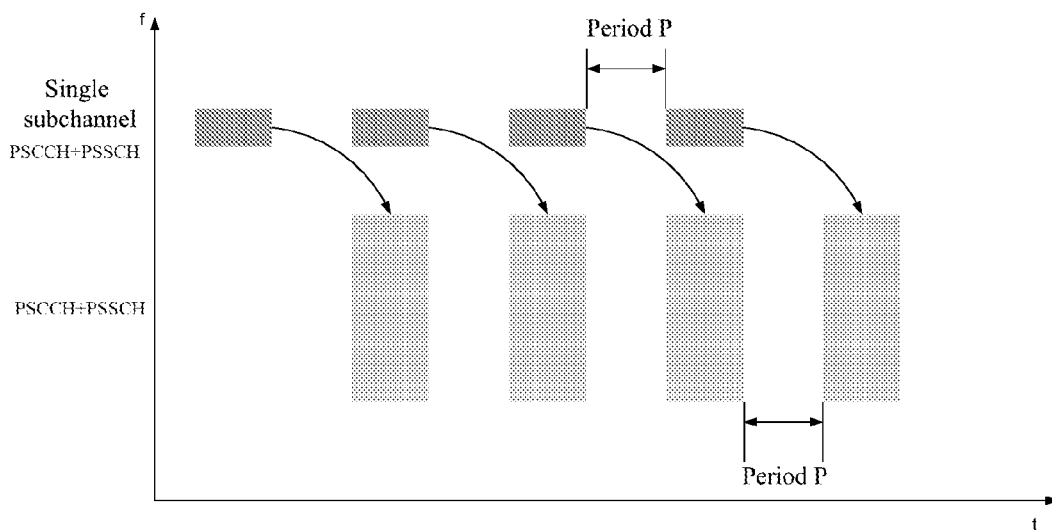 f
Period P
Single
subchannel
PSCCH+PSSCH
PSCCH+PSSCH
Period P
t